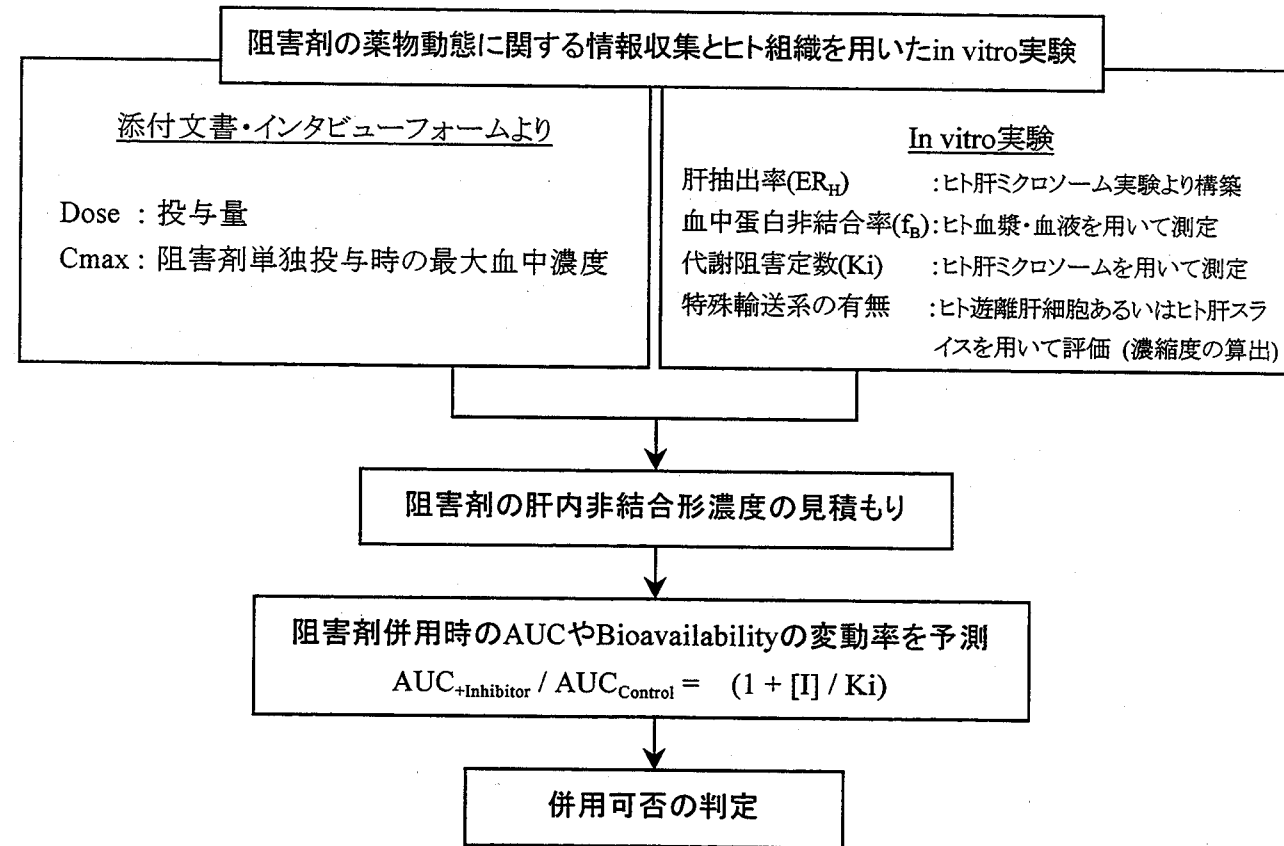 阻害剤の薬物動態に関する情報収集とヒト組織を用いたin vitro実験
添付文書・インタビューフォームより
Dose : 投与量
Cmax : 阻害剤単独投与時の最大血中濃度
In vitro実験
肝抽出率(ER_H) :ヒト肝ミクロソーム実験より構築
血中蛋白非結合率(f_B):ヒト血漿・血液を用いて測定
代謝阻害定数(Ki) :ヒト肝ミクロソームを用いて測定
特殊輸送系の有無 :ヒト遊離肝細胞あるいはヒト肝スラ
イスを用いて評価 (濃縮度の算出)
阻害剤の肝内非結合形濃度の見積もり
阻害剤併用時のAUCやBioavailabilityの変動率を予測
AUC_+Inhibitor / AUC_Control = (1 + [I] / Ki)
併用可否の判定